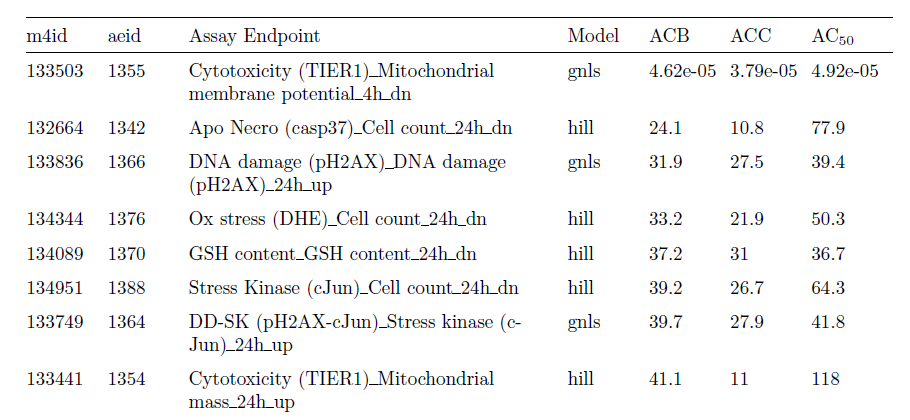 m4id aeid Assay Endpoint Model ACB ACC AC50
133503 1355 Cytotoxicity (TIER1)_Mitochondrial gnls 4.62e-05 3.79e-05 4.92e-05
membrane potential_4h_dn
132664 1342 Apo Necro (casp37)_Cell count_24h_dn hill 24.1 10.8 77.9
133836 1366 DNA damage (pH2AX)_DNA damage gnls 31.9 27.5 39.4
(pH2AX)_24h_up
134344 1376 Ox stress (DHE)_Cell count_24h_dn hill 33.2 21.9 50.3
134089 1370 GSH content_GSH content_24h_dn hill 37.2 31 36.7
134951 1388 Stress Kinase (cJun)_Cell count_24h_dn hill 39.2 26.7 64.3
133749 1364 DD-SK (pH2AX-cJun)_Stress kinase (c- gnls 39.7 27.9 41.8
Jun)_24h_up
133441 1354 Cytotoxicity (TIER1)_Mitochondrial hill 41.1 11 118
mass_24h_up